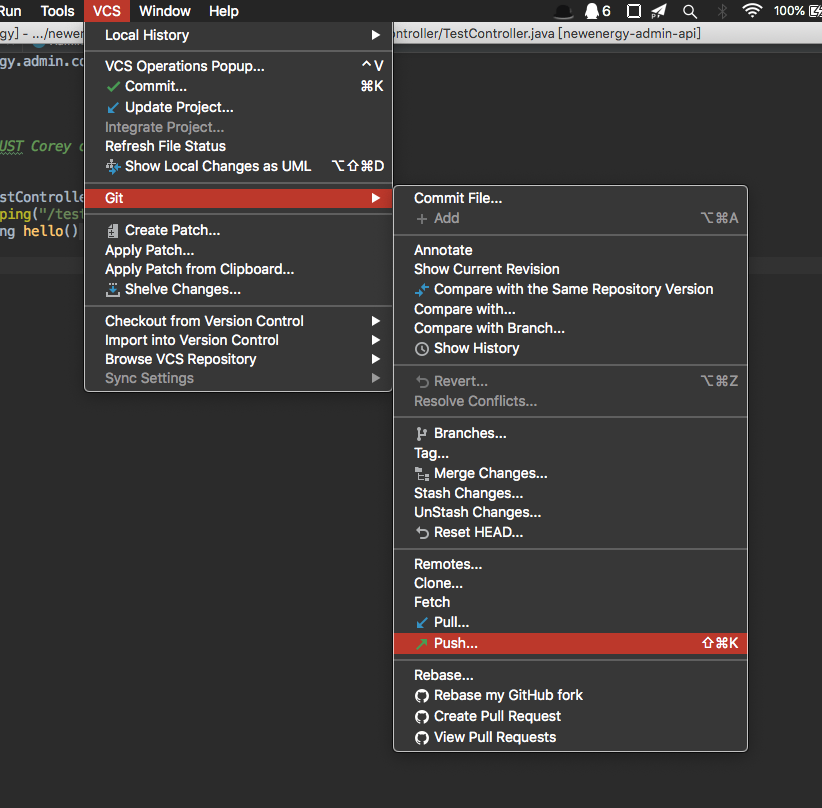 Run Tools VCS Window Help 6 100%
gy] - .../newener ontroller/TestController.java [newenergy-admin-api]
gy.admin.co
UST Corey
stControlle
ping("/test
ng hello()
Local History
VCS Operations Popup... ^V
Commit... ⌘K
Update Project...
Integrate Project...
Refresh File Status
Show Local Changes as UML ⌥⇧⌘D
Git
Create Patch...
Apply Patch...
Apply Patch from Clipboard...
Shelve Changes...
Checkout from Version Control
Import into Version Control
Browse VCS Repository
Sync Settings
Commit File...
+ Add ⌥⌘A
Annotate
Show Current Revision
Compare with the Same Repository Version
Compare with...
Compare with Branch...
Show History
Revert... ⌥⌘Z
Resolve Conflicts...
Branches...
Tag...
Merge Changes...
Stash Changes...
UnStash Changes...
Reset HEAD...
Remotes...
Clone...
Fetch
Pull...
Push... ⇧⌘K
Rebase...
Rebase my GitHub fork
Create Pull Request
View Pull Requests